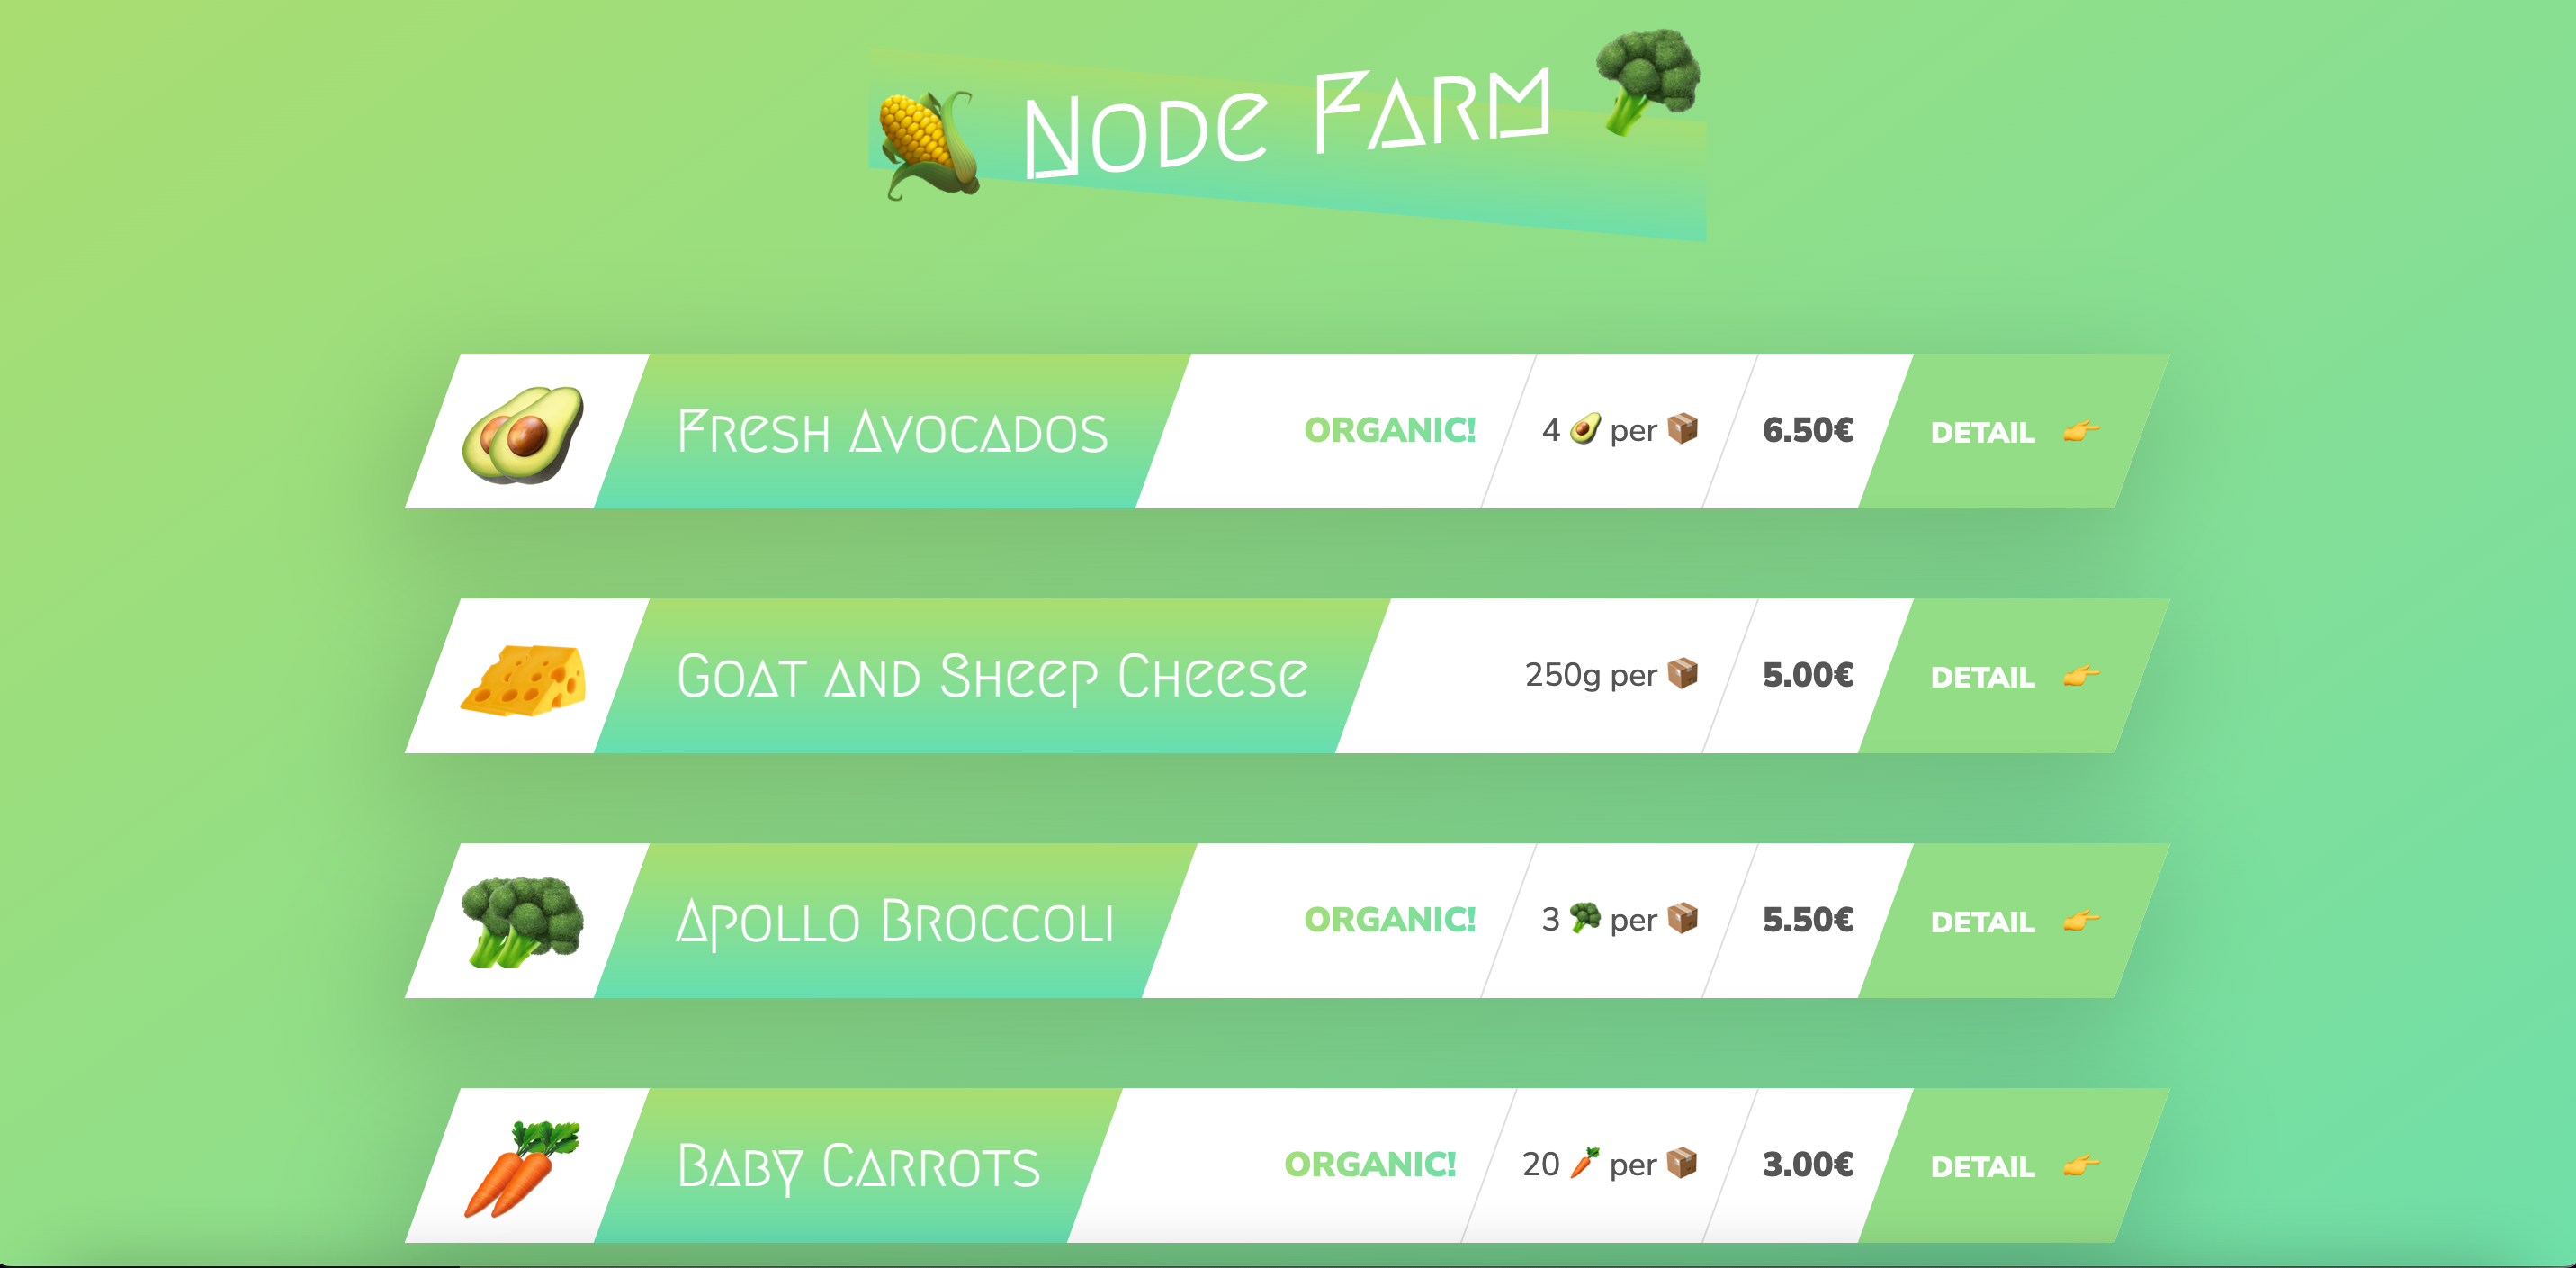 🌽 Node Farm 🥦
Fresh Avocados ORGANIC! 4 🥑 per 📦 6.50€ DETAIL 👉
Goat and Sheep Cheese 250g per 📦 5.00€ DETAIL 👉
Apollo Broccoli ORGANIC! 3 🥦 per 📦 5.50€ DETAIL 👉
Baby Carrots ORGANIC! 20 🥕 per 📦 3.00€ DETAIL 👉